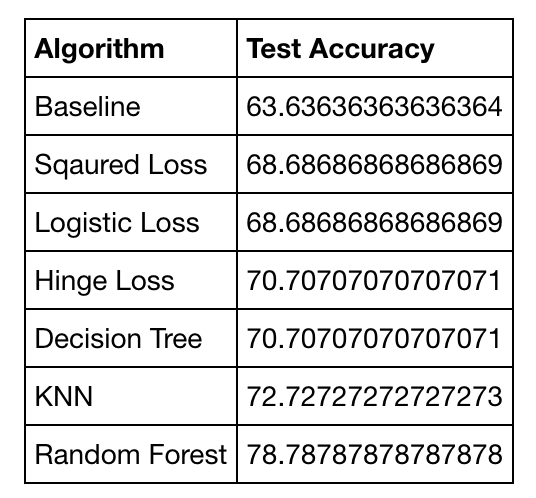 Algorithm Test Accuracy
Baseline 63.63636363636364
Sqaured Loss 68.68686868686869
Logistic Loss 68.68686868686869
Hinge Loss 70.70707070707071
Decision Tree 70.70707070707071
KNN 72.72727272727273
Random Forest 78.78787878787878